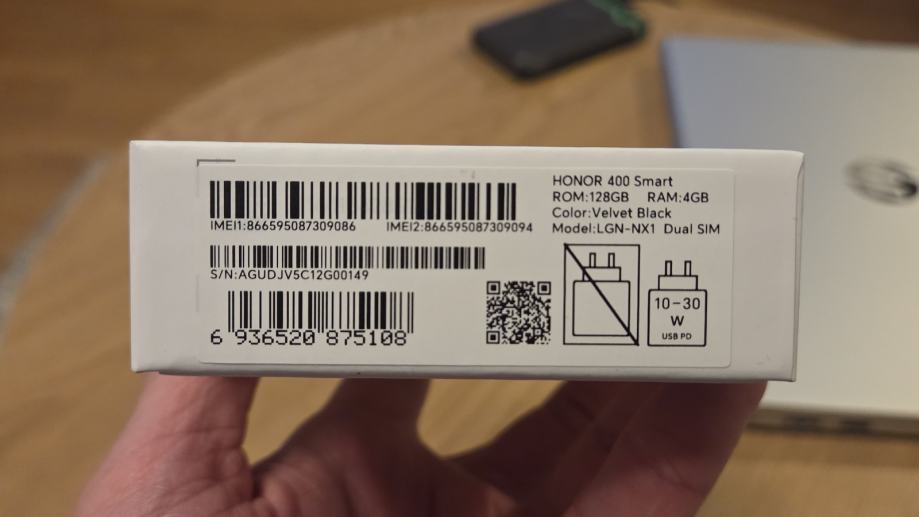 HONOR 400 Smart
ROM:128GB RAM:4GB
Color:Velvet Black
Model:LGN-NX1 Dual SIM
IMEI1:866595087309086 IMEI2:866595087309094
S/N:AGUDJV5C12G00149
6 936520 875108
10-30
W
USB PD